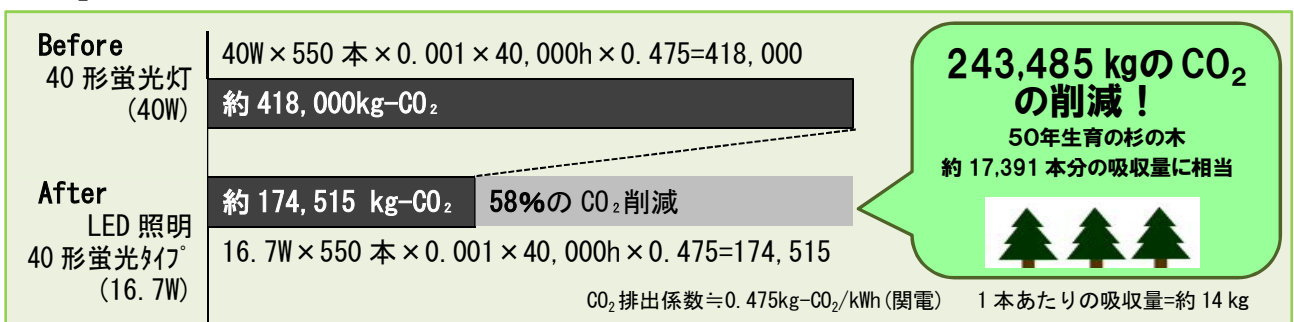 Before
40 形蛍光灯
(40W)
40W×550 本×0.001×40,000h×0.475=418,000
約 418,000kg-CO₂
After
LED 照明
40 形蛍光ﾀｲﾌﾟ
(16.7W)
約 174,515 kg-CO₂
58%の CO₂削減
16.7W×550 本×0.001×40,000h×0.475=174,515
243,485 kgの CO₂
の削減！
50年生育の杉の木
約 17,391 本分の吸収量に相当
CO₂排出係数≒0.475kg-CO₂/kWh(関電) 1 本あたりの吸収量=約 14 kg